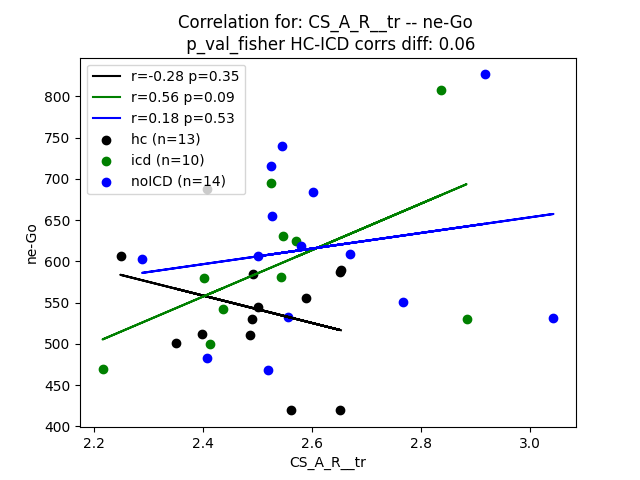 Correlation for: CS_A_R__tr -- ne-Go
p_val_fisher HC-ICD corrs diff: 0.06
r=-0.28 p=0.35
r=0.56 p=0.09
r=0.18 p=0.53
hc (n=13)
icd (n=10)
noICD (n=14)
ne-Go
800
750
700
650
600
550
500
450
400
2.2 2.4 2.6 2.8 3.0
CS_A_R__tr